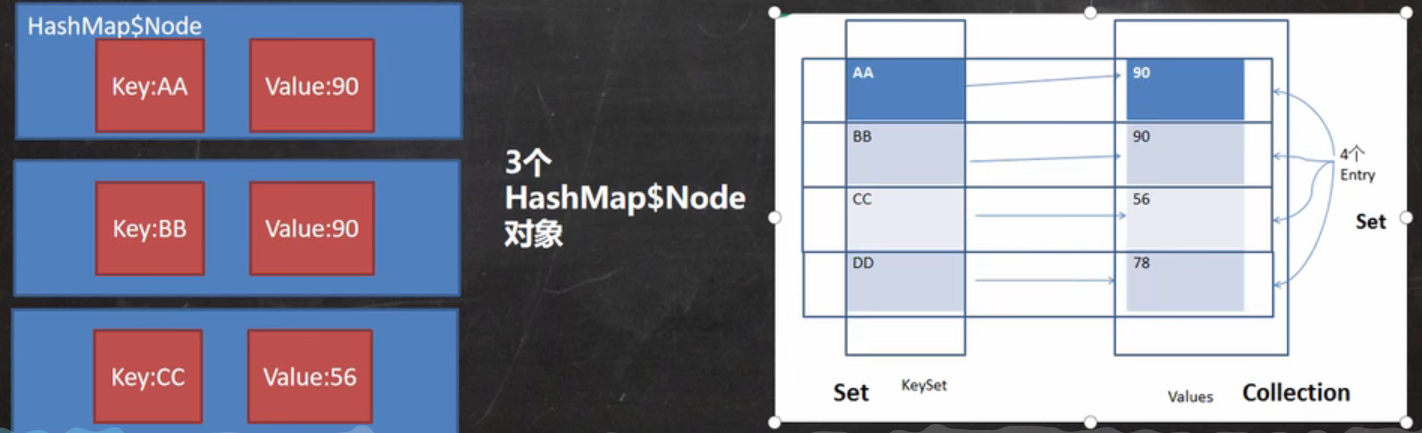 HashMap$Node
Key:AA
Value:90
Key:BB
Value:90
Key:CC
Value:56
3个
HashMap$Node
对象
AA
90
BB
90
CC
56
DD
78
4个
Entry
Set
Set
KeySet
Values
Collection